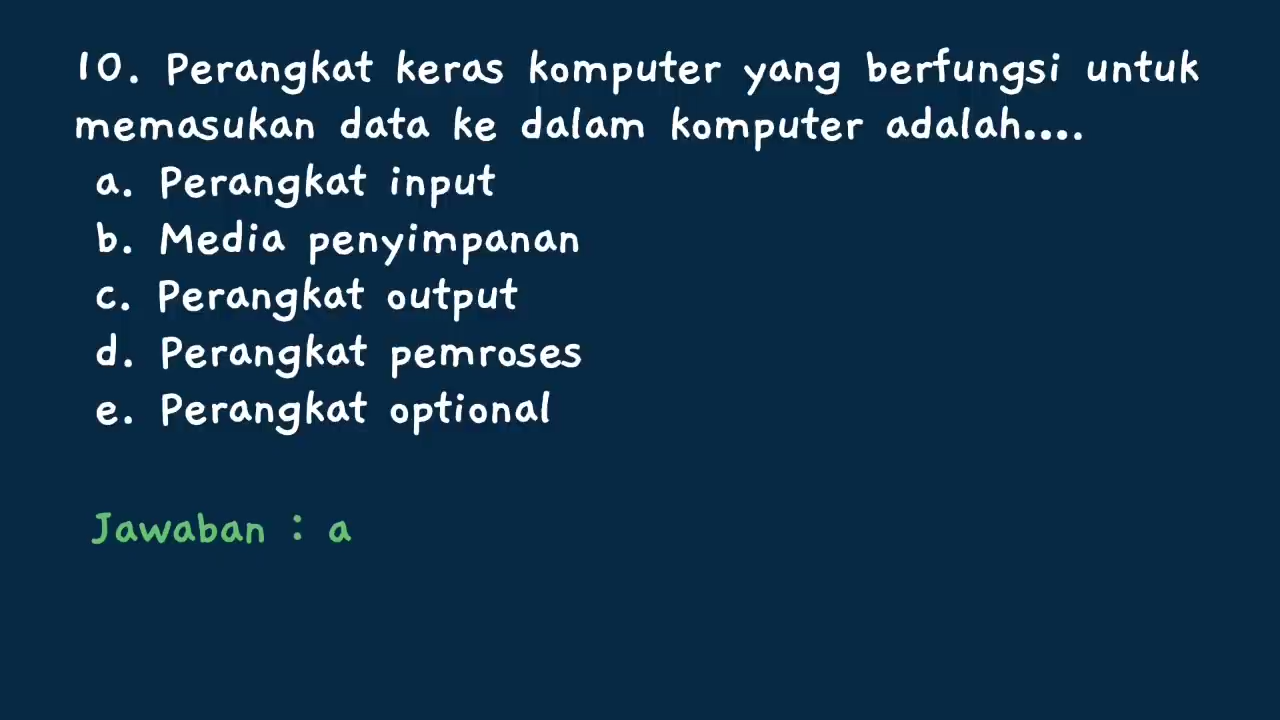 10. Perangkat keras komputer yang berfungsi untuk
memasukan data ke dalam komputer adalah....
a. Perangkat input
b. Media penyimpanan
c. Perangkat output
d. Perangkat pemroses
e. Perangkat optional
Jawaban : a